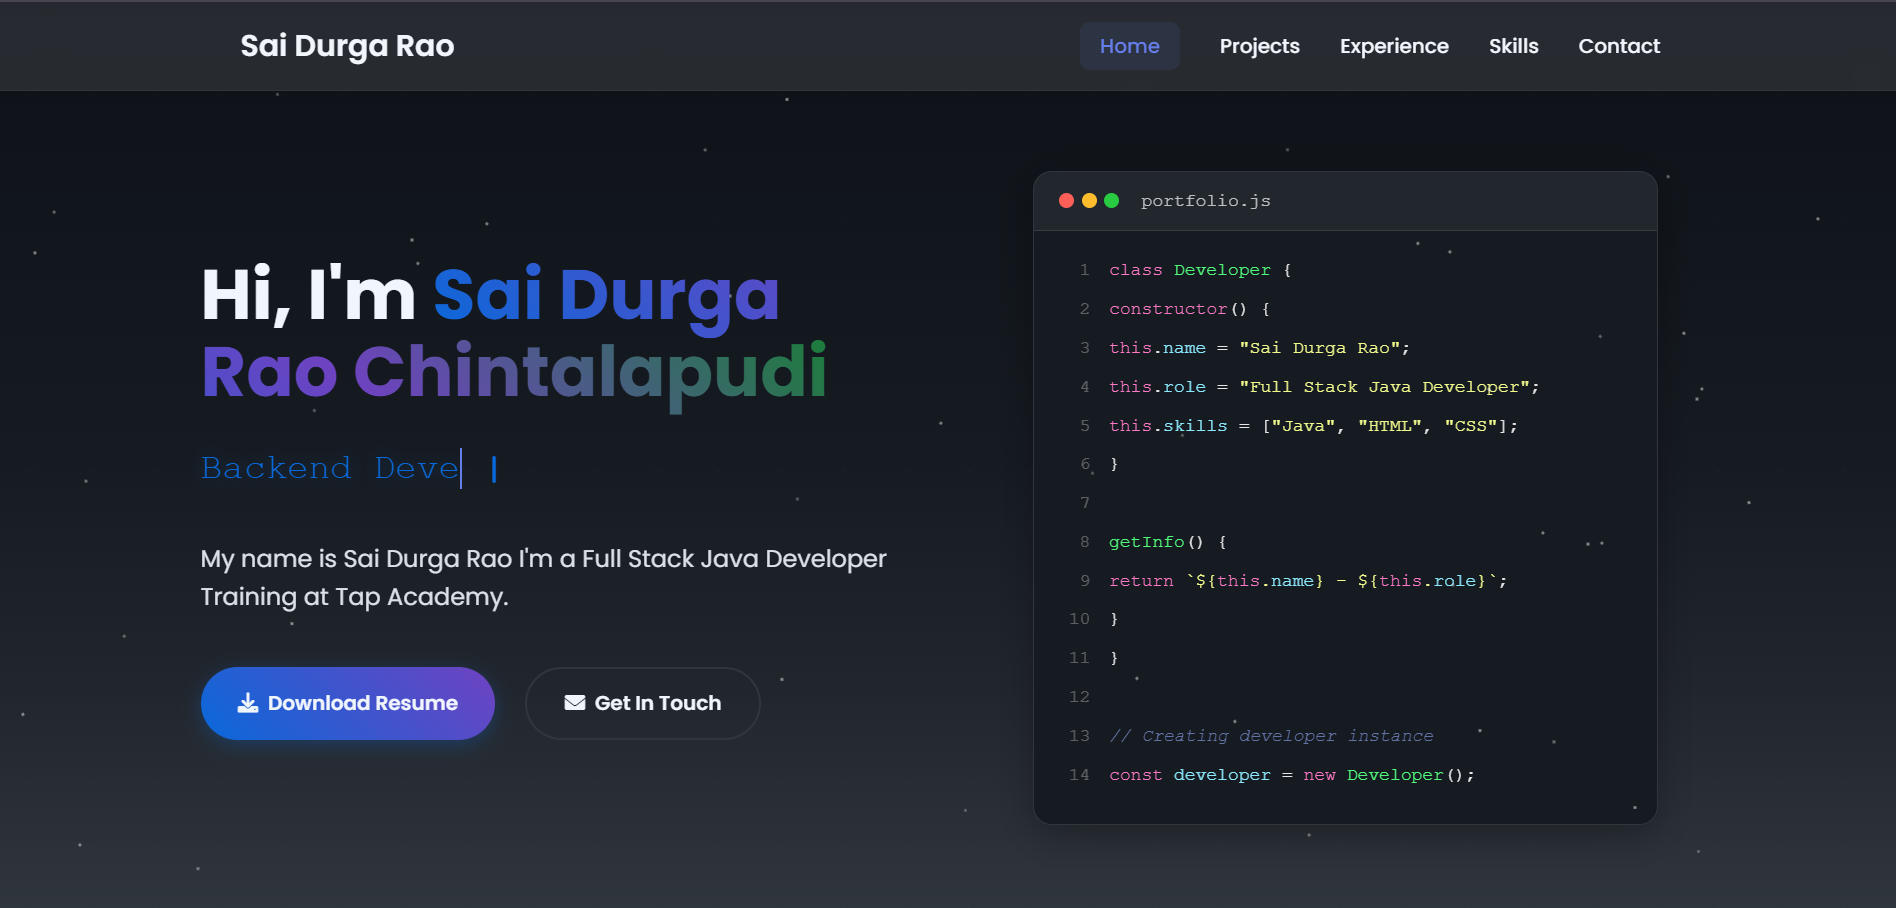 Sai Durga Rao
Home
Projects
Experience
Skills
Contact
Hi, I'm Sai Durga
Rao Chintalapudi
Backend Deve
My name is Sai Durga Rao I'm a Full Stack Java Developer
Training at Tap Academy.
Download Resume
Get In Touch
portfolio.js
1 class Developer {
2 constructor() {
3 this.name = "Sai Durga Rao";
4 this.role = "Full Stack Java Developer";
5 this.skills = ["Java", "HTML", "CSS"];
6 }
7
8 getInfo() {
9 return `${this.name} - ${this.role}`;
10 }
11 }
12
13 // Creating developer instance
14 const developer = new Developer();